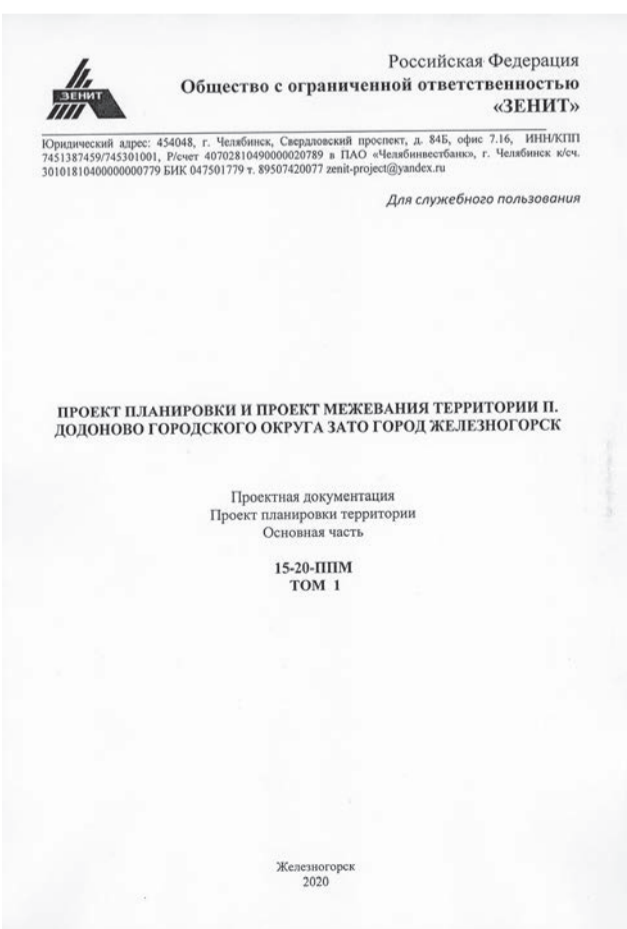 ЗЕНИТ
Российская Федерация
Общество с ограниченной ответственностью
«ЗЕНИТ»
Юридический адрес: 454048, г. Челябинск, Свердловский проспект, д. 84Б, офис 7.16, ИНН/КПП
7451387459/745301001, Р/счет 40702810490000020789 в ПАО «Челябинвестбанк», г. Челябинск к/сч.
30101810400000000779 БИК 047501779 т. 89507420077 zenit-project@yandex.ru
Для служебного пользования
ПРОЕКТ ПЛАНИРОВКИ И ПРОЕКТ МЕЖЕВАНИЯ ТЕРРИТОРИИ П.
ДОДОНОВО ГОРОДСКОГО ОКРУГА ЗАТО ГОРОД ЖЕЛЕЗНОГОРСК
Проектная документация
Проект планировки территории
Основная часть
15-20-ППМ
ТОМ 1
Железногорск
2020